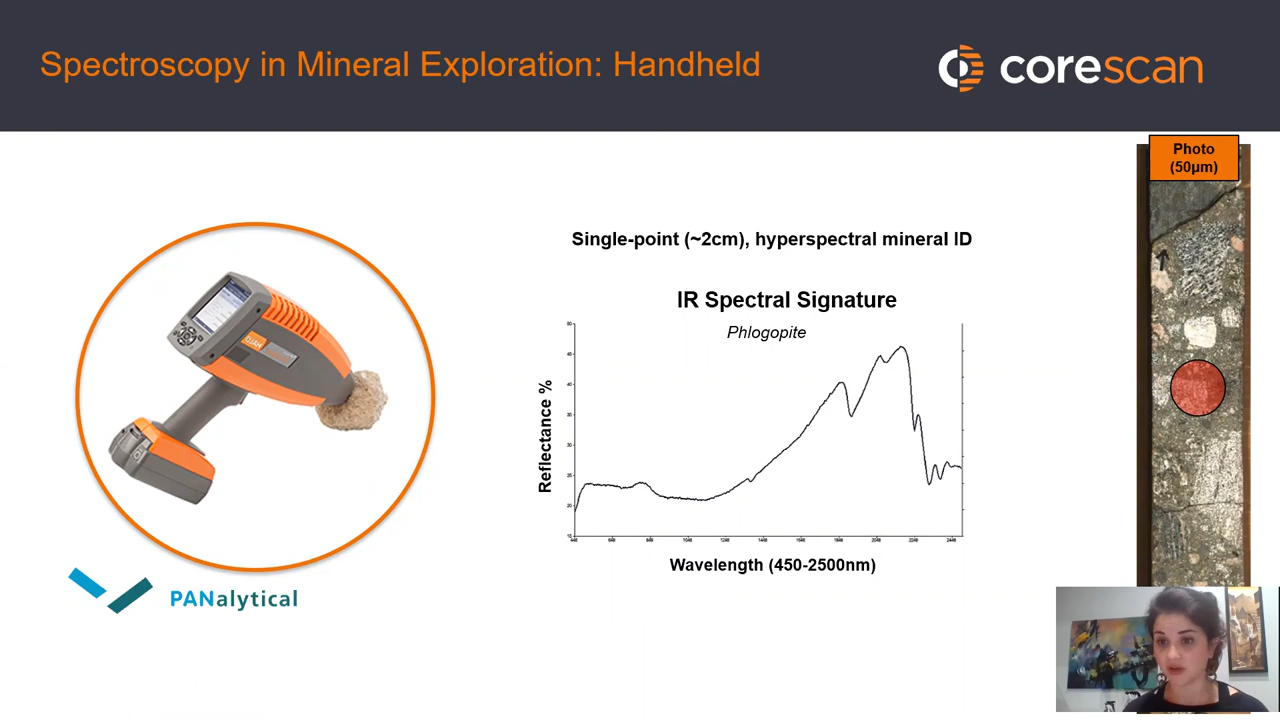 Spectroscopy in Mineral Exploration: Handheld
corescan
Photo
(50µm)
Single-point (~2cm), hyperspectral mineral ID
IR Spectral Signature
Phlogopite
Reflectance %
Wavelength (450-2500nm)
PANalytical